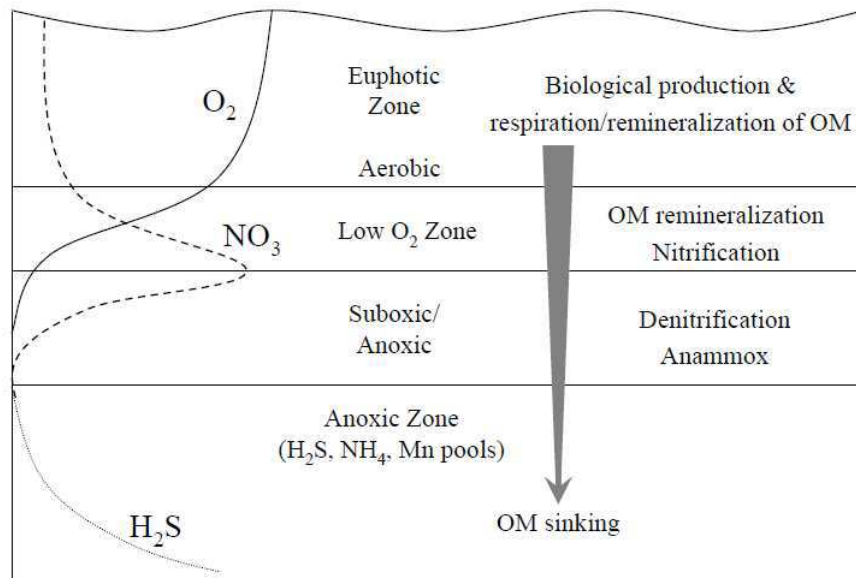 O₂
Euphotic
Zone
Biological production &
respiration/remineralization of OM
Aerobic
NO₃
Low O₂ Zone
OM remineralization
Nitrification
Suboxic/
Anoxic
Denitrification
Anammox
Anoxic Zone
(H₂S, NH₄, Mn pools)
H₂S
OM sinking